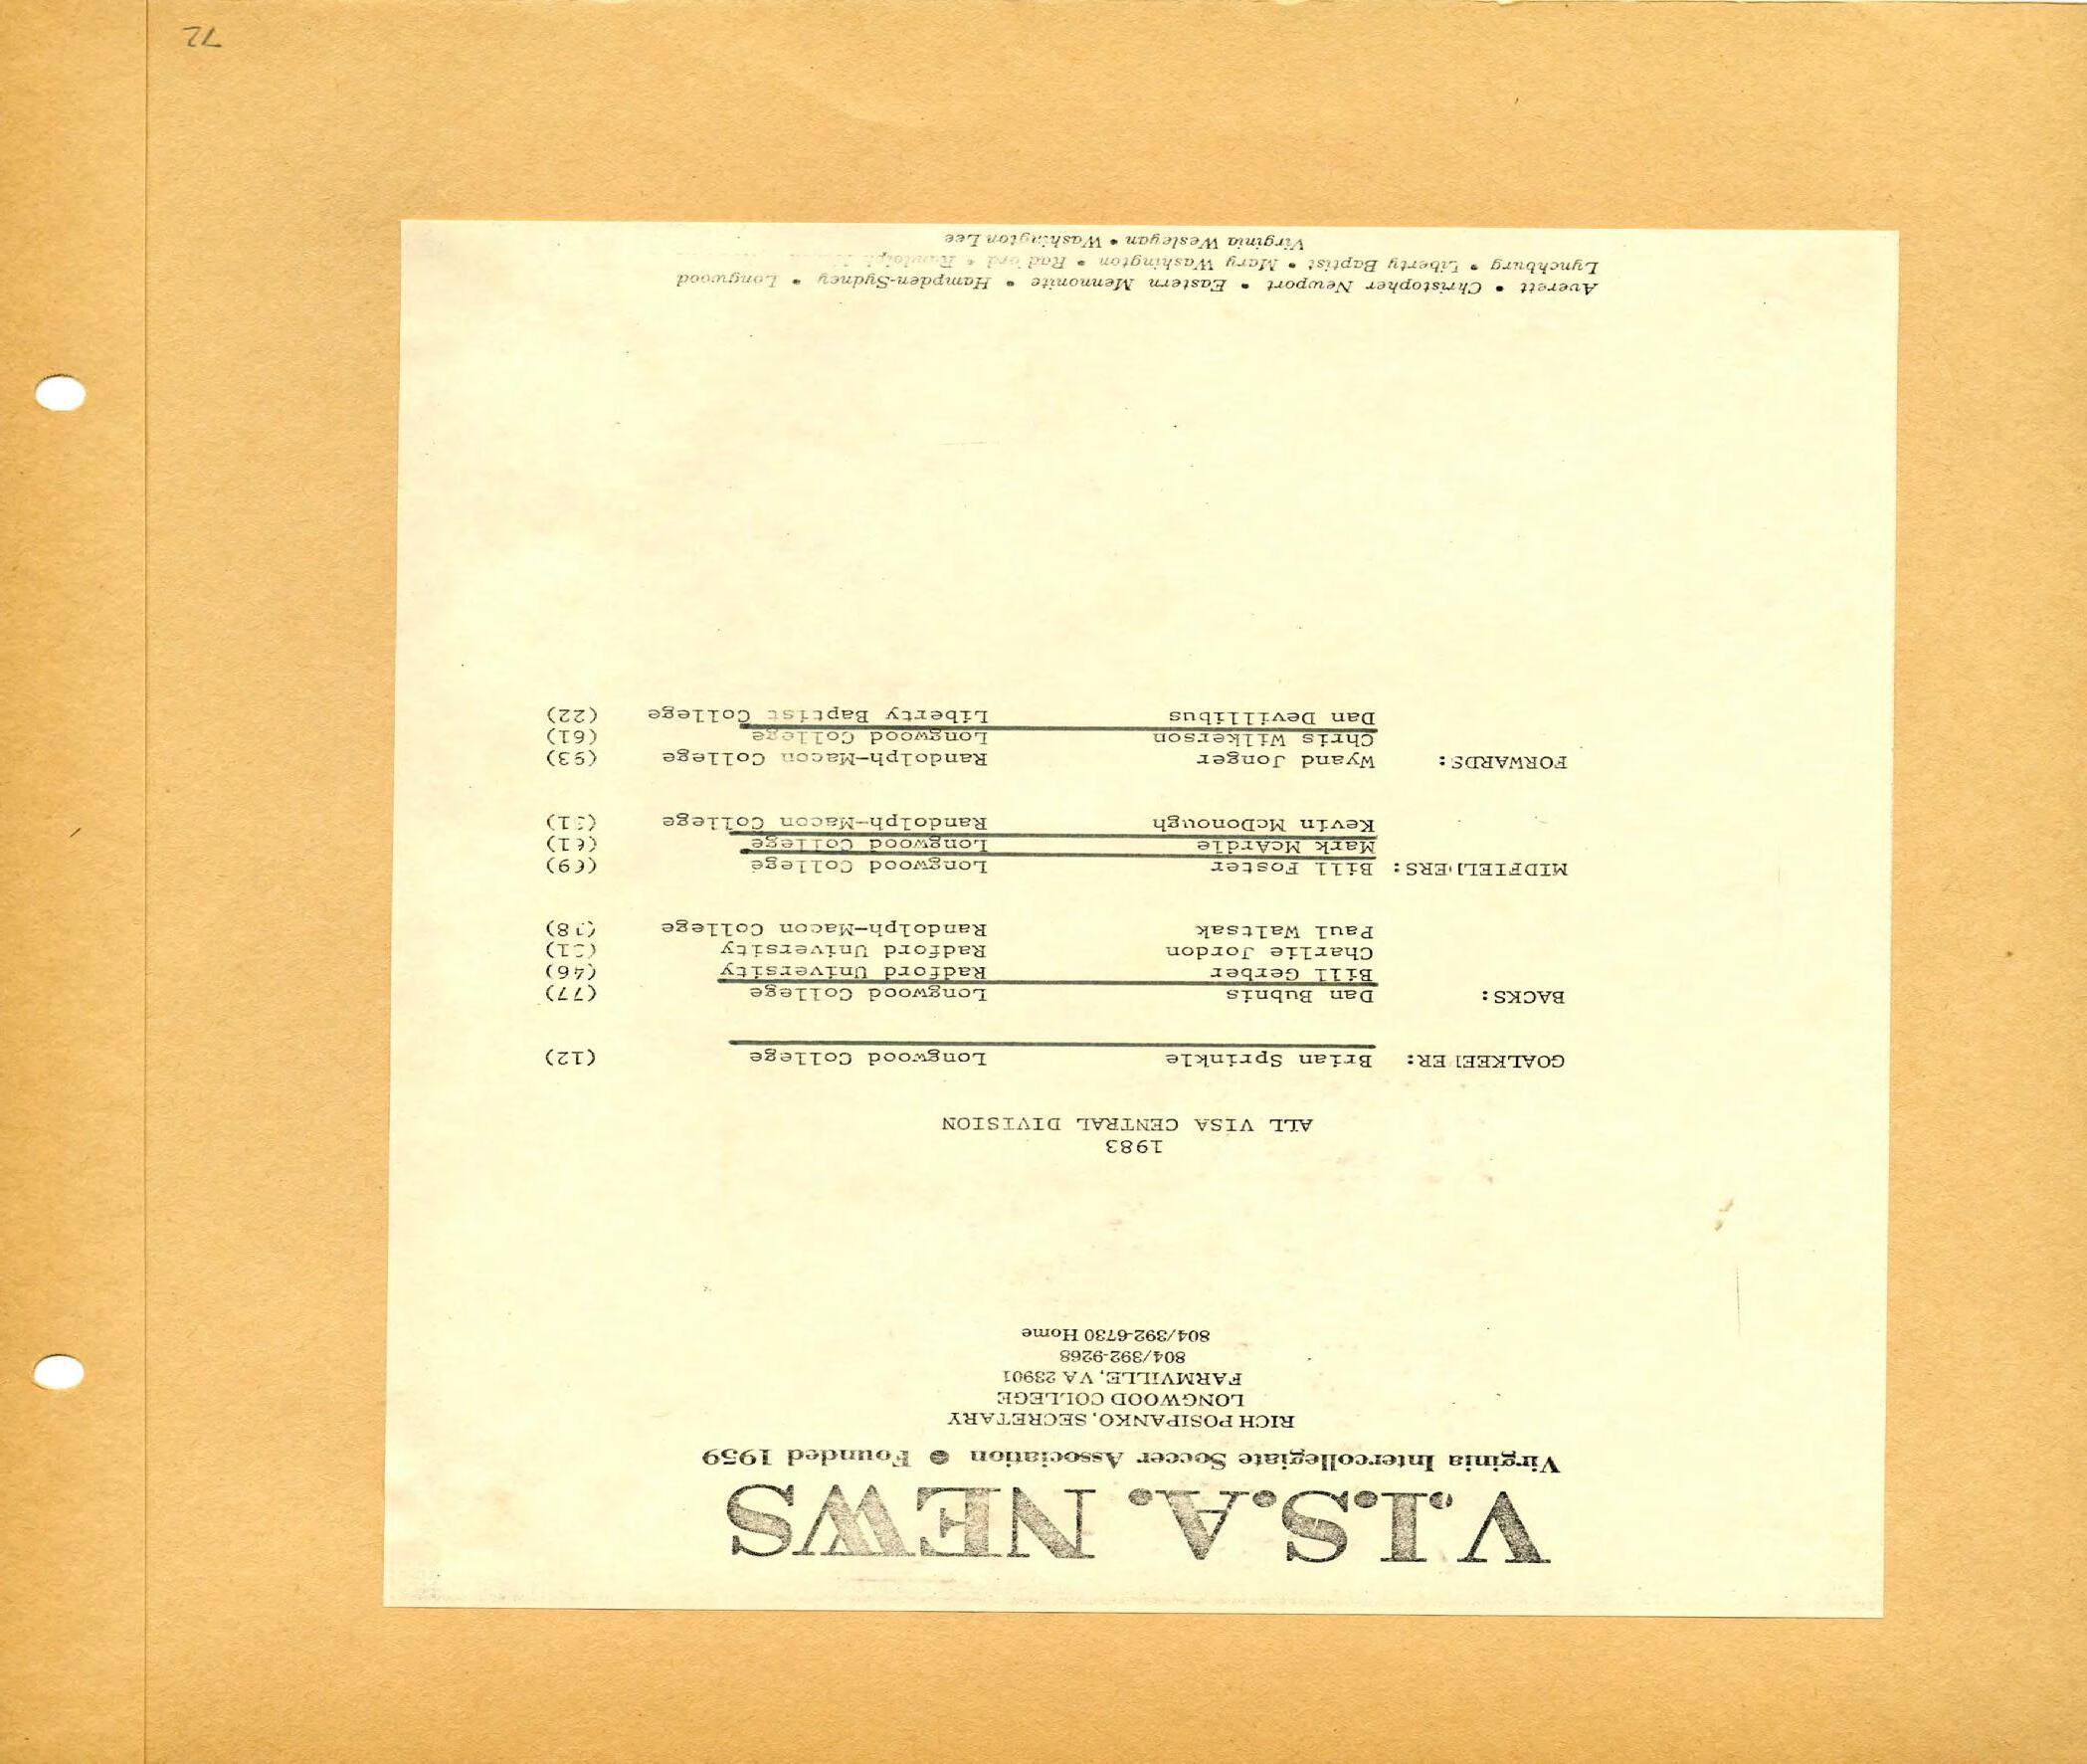 72
V.I.S.A. NEWS
Virginia Intercollegiate Soccer Association • Founded 1959
RICH POSIPANKO, SECRETARY
LONGWOOD COLLEGE
FARMVILLE, VA 23901
804/392-9268
804/392-6730 Home
1983
ALL VISA CENTRAL DIVISION
GOALKEEPER: Brian Sprinkle Longwood College (12)
BACKS: Dan Bubnis Longwood College (77)
Bill Gerber Radford University (46)
Charlie Jordon Radford University
Paul Waltsak Randolph-Macon College
MIDFIELDERS: Bill Foster Longwood College
Mark McArdle Longwood College
Kevin McDonough Randolph-Macon College
FORWARDS: Wyand Jonger Randolph-Macon College
Chris Wilkerson Longwood College (61)
Dan Devillibus Liberty Baptist College (22)
Averett • Christopher Newport • Eastern Mennonite • Hampden-Sydney • Longwood
Lynchburg • Liberty Baptist • Mary Washington • Radford • Randolph
Virginia Wesleyan • Washington Lee